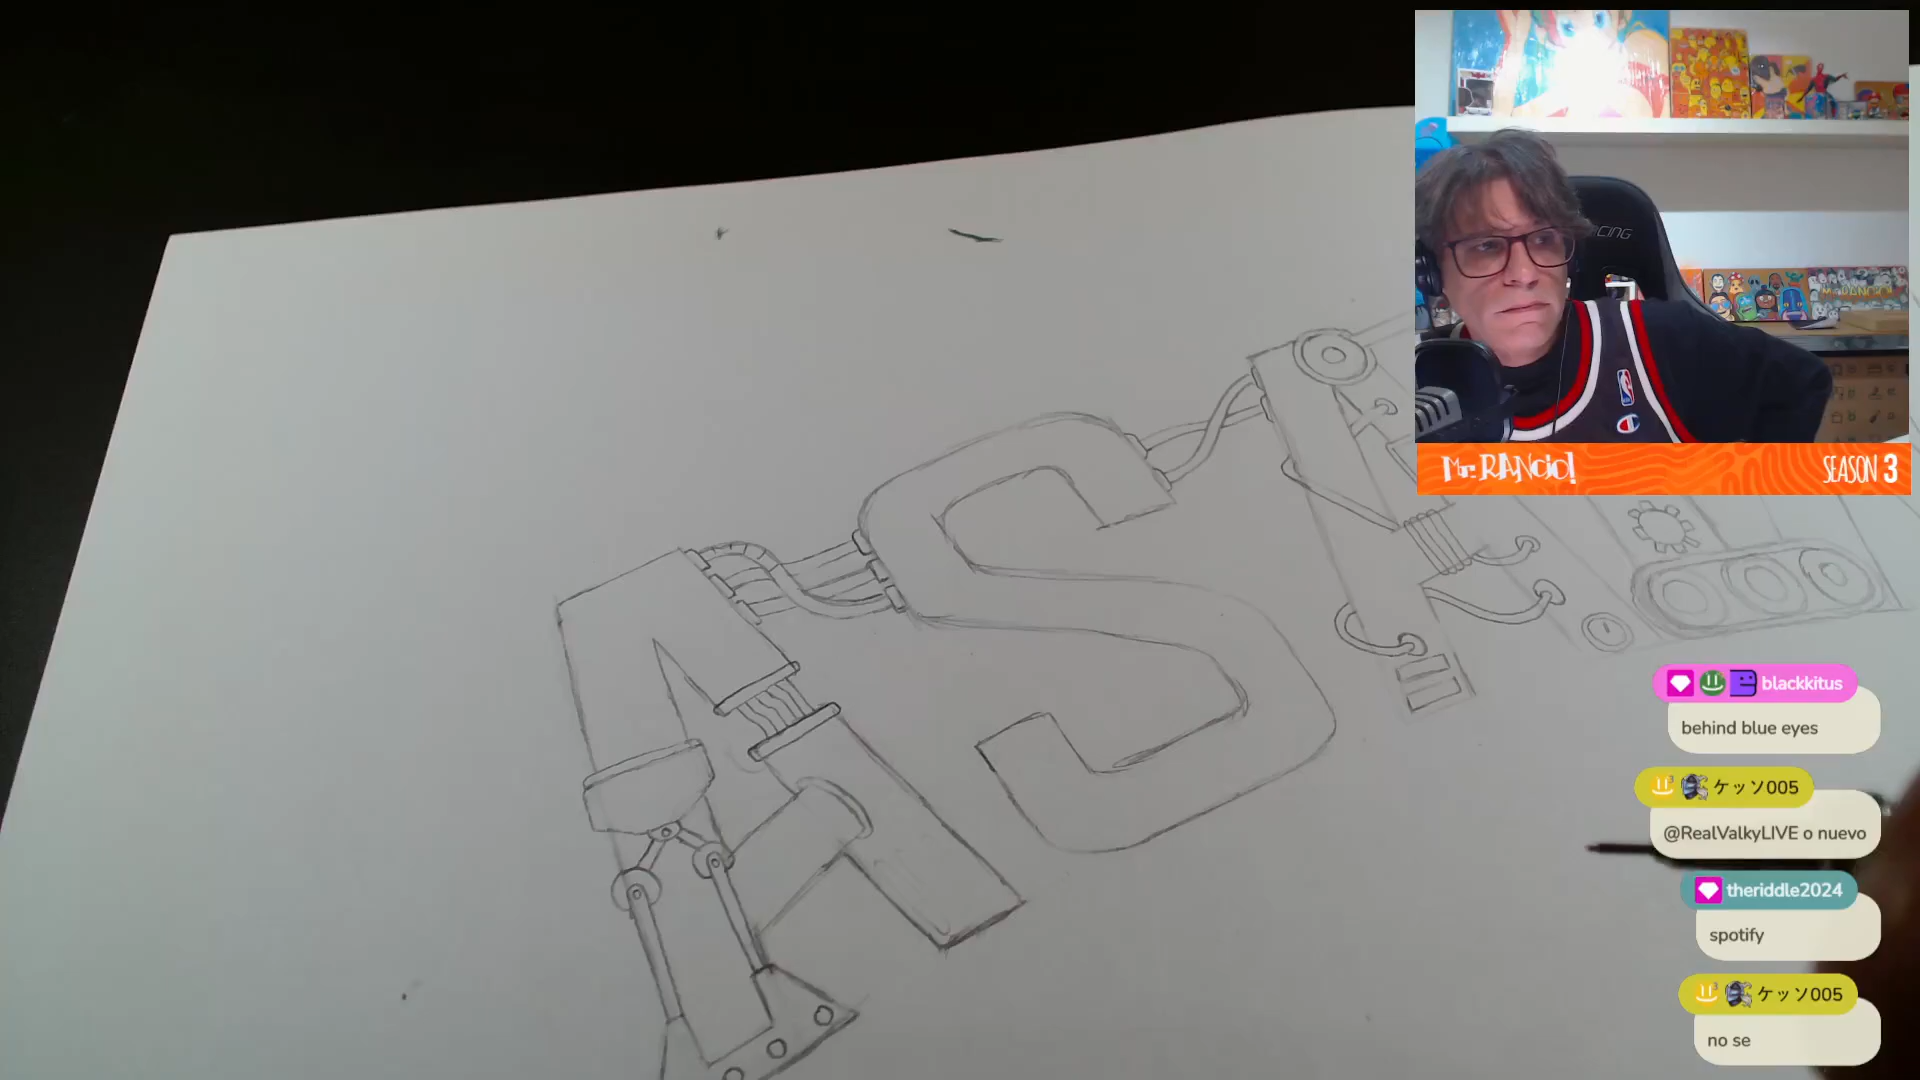 CING
Mr. RANcio!
SEASON 3
blackkitus
behind blue eyes
ケッソ005
@RealValkyLIVE o nuevo
theriddle2024
spotify
ケッソ005
no se
AS